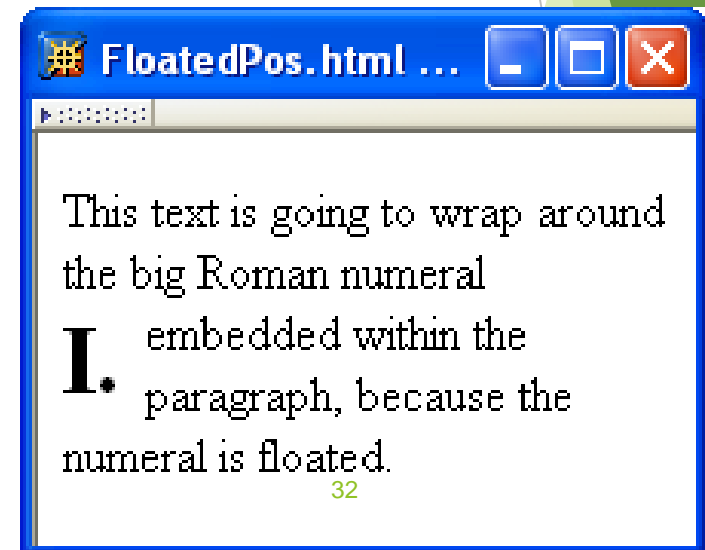 FloatedPos.html ...
This text is going to wrap around
the big Roman numeral
I. embedded within the
paragraph, because the
numeral is floated.
32